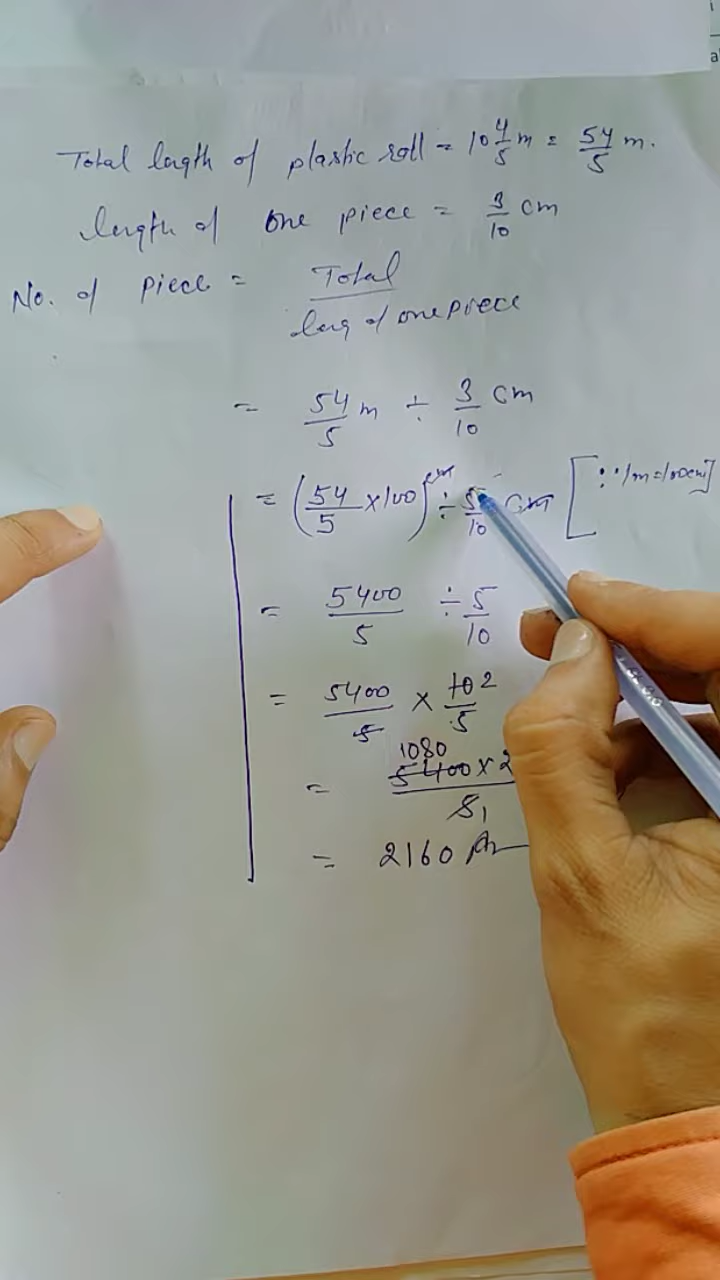 Total length of plastic roll = 10 4/5 m = 54/5 m.
length of one piece = 3/10 cm
No. of piece = Total / leng of one piece
= 54/5 m ÷ 3/10 cm
= (54/5 × 100) cm ÷ 5/10 cm [∵ 1m = 100cm]
= 5400/5 ÷ 5/10
= 5400/5 × 10 2/5
1080
= 5400 × 2 / 5 1
= 2160